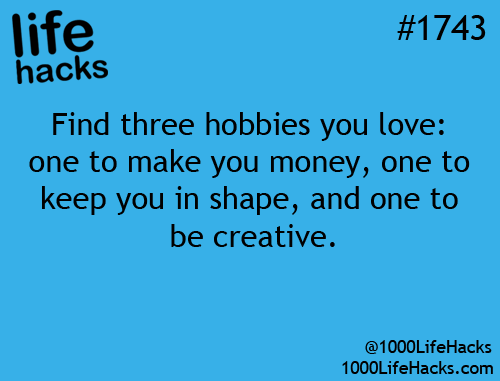 life
hacks
#1743
Find three hobbies you love:
one to make you money, one to
keep you in shape, and one to
be creative.
@1000LifeHacks
1000LifeHacks.com